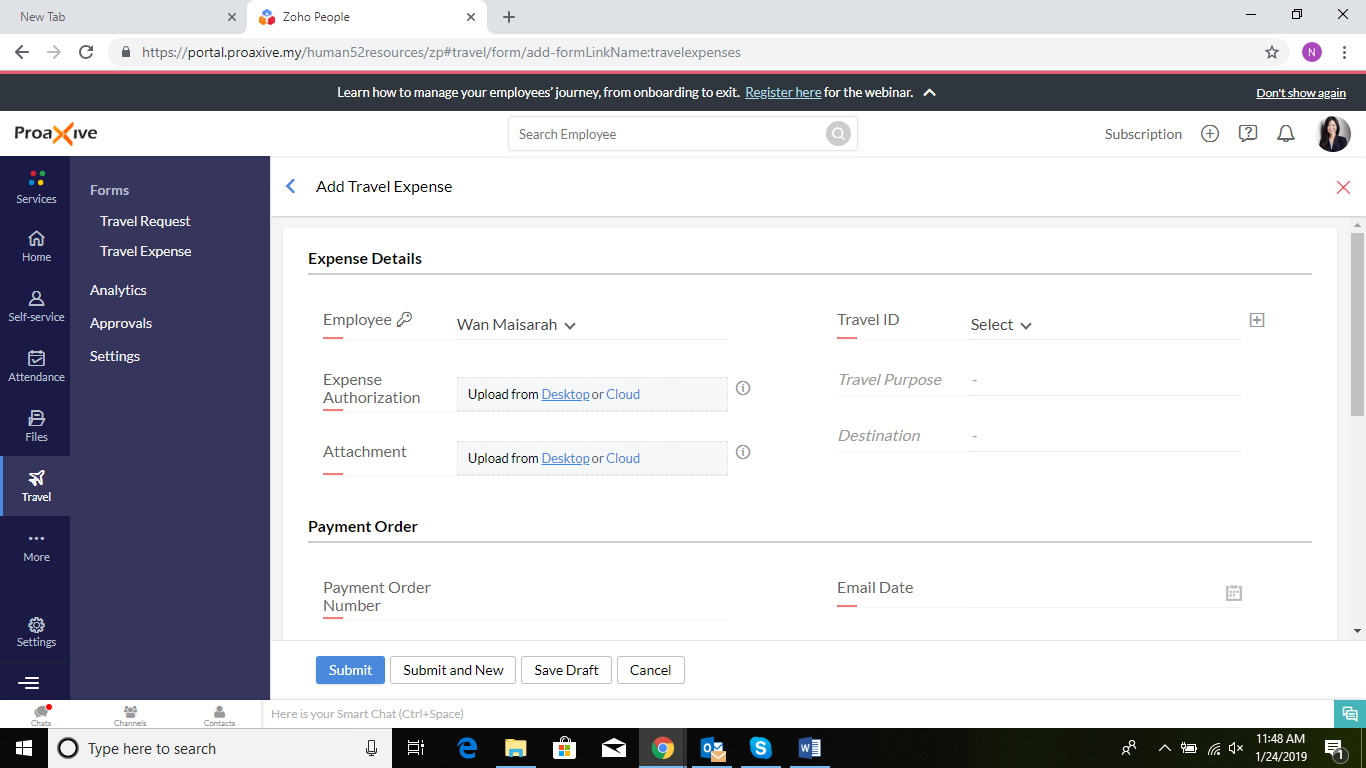 New Tab
Zoho People
https://portal.proaxive.my/human52resources/zp#travel/form/add-formLinkName:travelexpenses
N
Learn how to manage your employees' journey, from onboarding to exit. Register here for the webinar.
Don't show again
ProaXive
Search Employee
Subscription
Services
Home
Self-service
Attendance
Files
Travel
More
Settings
Forms
Travel Request
Travel Expense
Analytics
Approvals
Settings
Add Travel Expense
Expense Details
Employee
Wan Maisarah
Travel ID
Select
Expense
Authorization
Upload from Desktop or Cloud
Travel Purpose
-
Attachment
Upload from Desktop or Cloud
Destination
-
Payment Order
Payment Order
Number
Email Date
Submit
Submit and New
Save Draft
Cancel
Chats
Channels
Contacts
Here is your Smart Chat (Ctrl+Space)
Type here to search
11:48 AM
1/24/2019
1